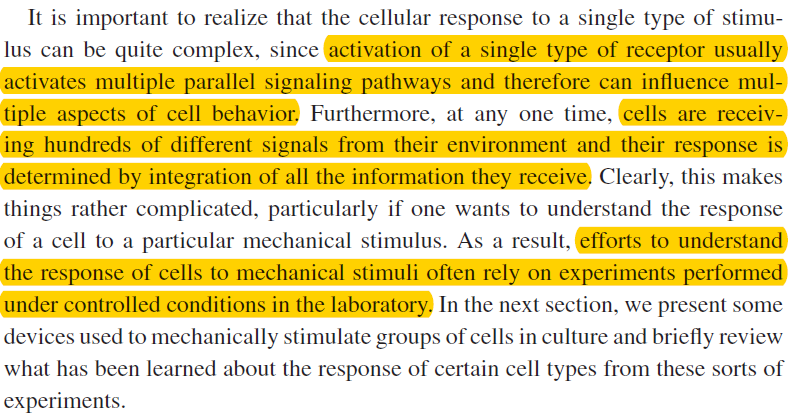 It is important to realize that the cellular response to a single type of stimu-
lus can be quite complex, since activation of a single type of receptor usually
activates multiple parallel signaling pathways and therefore can influence mul-
tiple aspects of cell behavior. Furthermore, at any one time, cells are receiv-
ing hundreds of different signals from their environment and their response is
determined by integration of all the information they receive. Clearly, this makes
things rather complicated, particularly if one wants to understand the response
of a cell to a particular mechanical stimulus. As a result, efforts to understand
the response of cells to mechanical stimuli often rely on experiments performed
under controlled conditions in the laboratory. In the next section, we present some
devices used to mechanically stimulate groups of cells in culture and briefly review
what has been learned about the response of certain cell types from these sorts of
experiments.